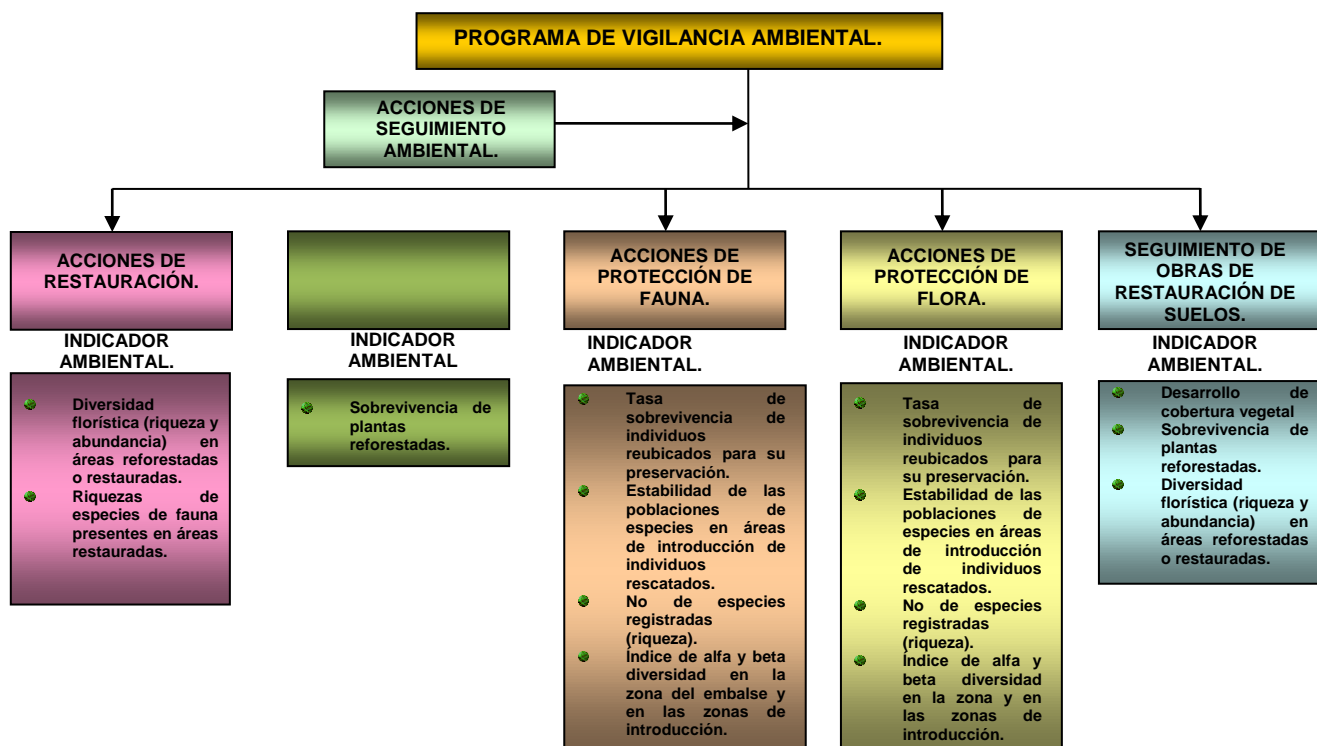 PROGRAMA DE VIGILANCIA AMBIENTAL.
ACCIONES DE
SEGUIMIENTO
AMBIENTAL.
ACCIONES DE
RESTAURACIÓN.
INDICADOR
AMBIENTAL.
Diversidad
florística (riqueza y
abundancia) en
áreas reforestadas
o restauradas.
Riquezas de
especies de fauna
presentes en áreas
restauradas.
INDICADOR
AMBIENTAL
Sobrevivencia de
plantas
reforestadas.
ACCIONES DE
PROTECCIÓN DE
FAUNA.
INDICADOR
AMBIENTAL.
Tasa de
sobrevivencia de
individuos
reubicados para su
preservación.
Estabilidad de las
poblaciones de
especies en áreas
de introducción de
individuos
rescatados.
No de especies
registradas
(riqueza).
Índice de alfa y beta
diversidad en la
zona del embalse y
en las zonas de
introducción.
ACCIONES DE
PROTECCIÓN DE
FLORA.
INDICADOR
AMBIENTAL.
Tasa de
sobrevivencia de
individuos
reubicados para
su preservación.
Estabilidad de las
poblaciones de
especies en áreas
de introducción
de individuos
rescatados.
No de especies
registradas
(riqueza).
Índice de alfa y
beta diversidad
en la zona y en
las zonas de
introducción.
SEGUIMIENTO DE
OBRAS DE
RESTAURACIÓN DE
SUELOS.
INDICADOR
AMBIENTAL.
Desarrollo de
cobertura vegetal
Sobrevivencia de
plantas
reforestadas.
Diversidad
florística (riqueza y
abundancia) en
áreas reforestadas
o restauradas.